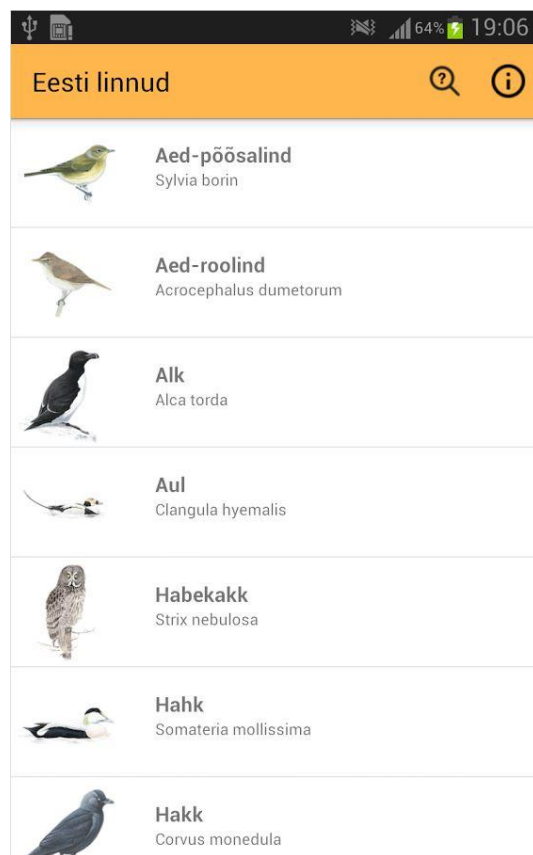 64% 19:06
Eesti linnud
Aed-põõsalind
Sylvia borin
Aed-roolind
Acrocephalus dumetorum
Alk
Alca torda
Aul
Clangula hyemalis
Habekakk
Strix nebulosa
Hahk
Somateria mollissima
Hakk
Corvus monedula